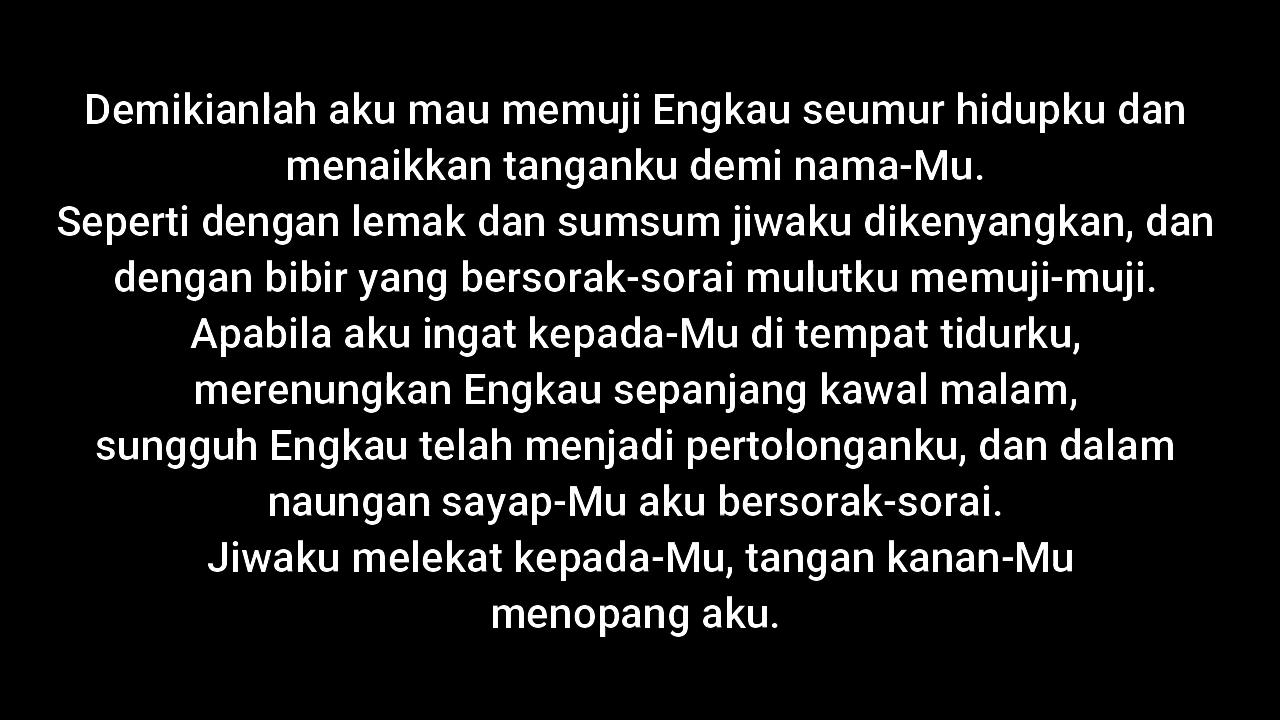 Demikianlah aku mau memuji Engkau seumur hidupku dan
menaikkan tanganku demi nama-Mu.
Seperti dengan lemak dan sumsum jiwaku dikenyangkan, dan
dengan bibir yang bersorak-sorai mulutku memuji-muji.
Apabila aku ingat kepada-Mu di tempat tidurku,
merenungkan Engkau sepanjang kawal malam,
sungguh Engkau telah menjadi pertolonganku, dan dalam
naungan sayap-Mu aku bersorak-sorai.
Jiwaku melekat kepada-Mu, tangan kanan-Mu
menopang aku.